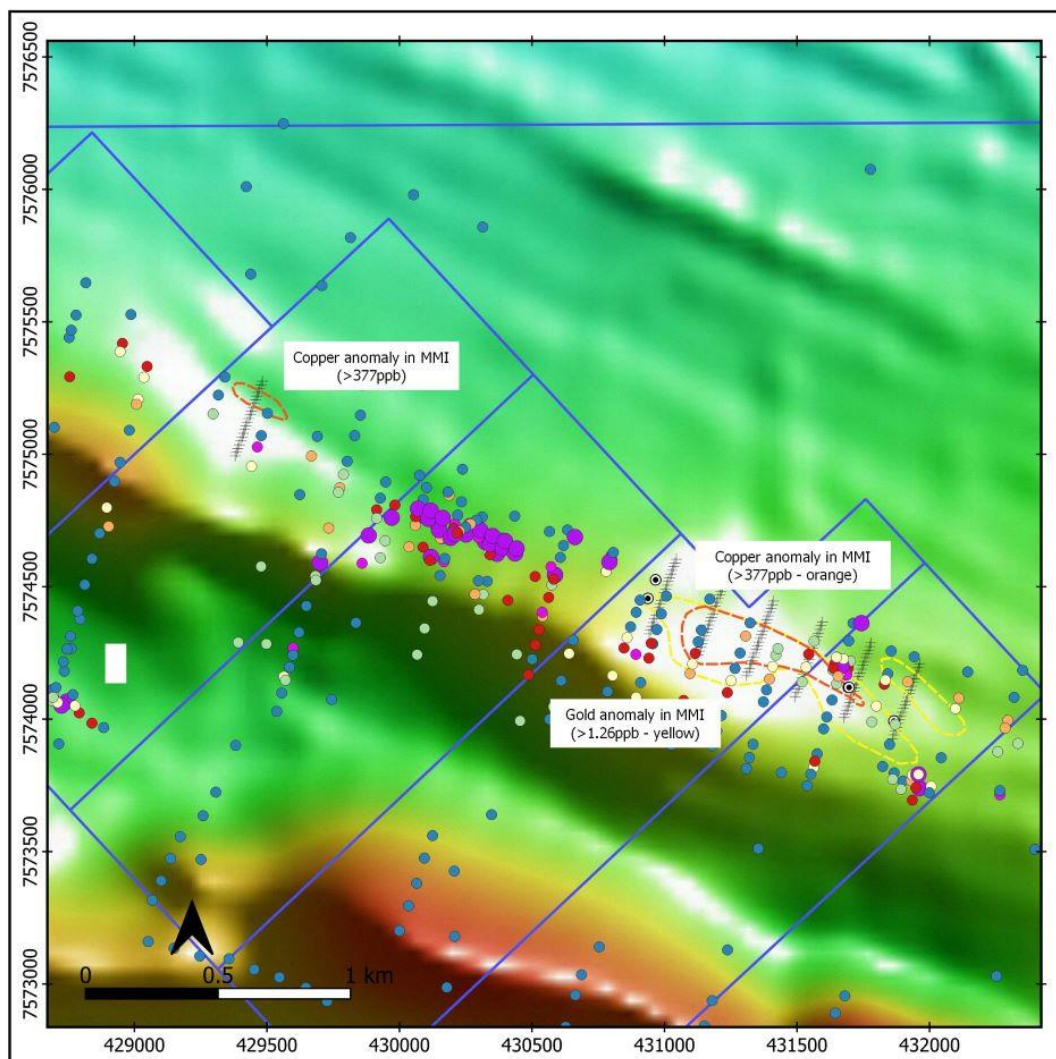 7576500
7576000
7575500
7575000
7574500
7574000
7573500
7573000
Copper anomaly in MMI
(>377ppb)
Copper anomaly in MMI
(>377ppb - orange)
Gold anomaly in MMI
(>1.26ppb - yellow)
0 0.5 1 km
429000 429500 430000 430500 431000 431500 432000